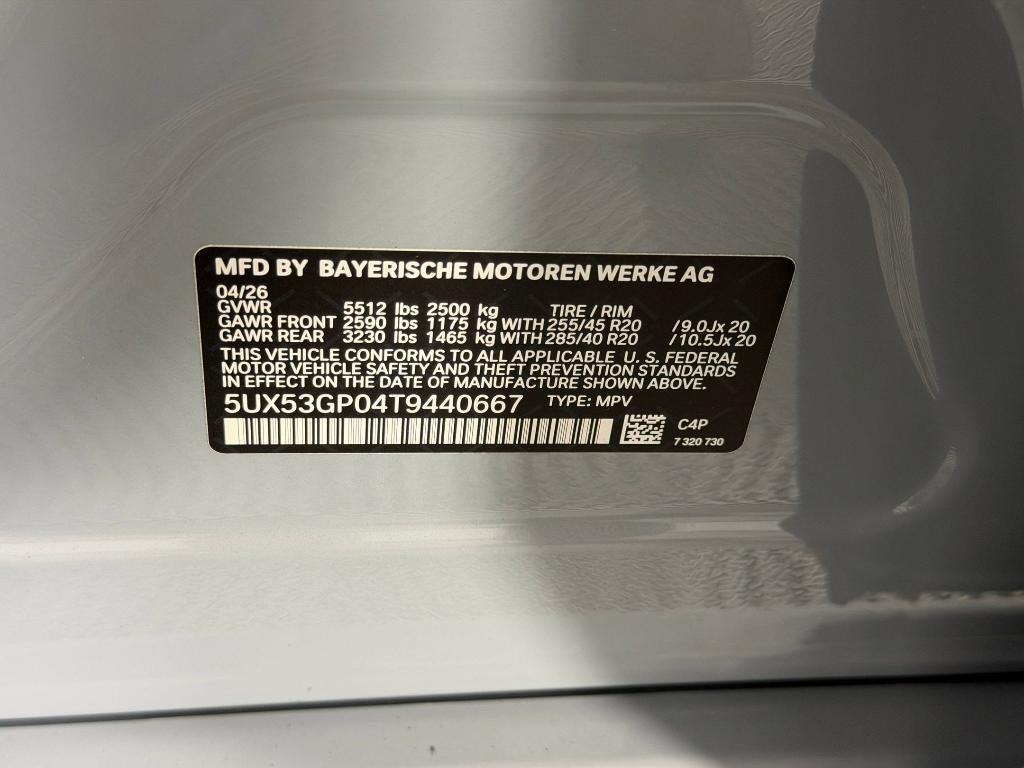 MFD BY BAYERISCHE MOTOREN WERKE AG
04/26
GVWR 5512 lbs 2500 kg TIRE / RIM
GAWR FRONT 2590 lbs 1175 kg WITH 255/45 R20 /9.0Jx 20
GAWR REAR 3230 lbs 1465 kg WITH 285/40 R20 /10.5Jx 20
THIS VEHICLE CONFORMS TO ALL APPLICABLE U. S. FEDERAL
MOTOR VEHICLE SAFETY AND THEFT PREVENTION STANDARDS
IN EFFECT ON THE DATE OF MANUFACTURE SHOWN ABOVE.
5UX53GP04T9440667 TYPE: MPV
C4P
7 320 730